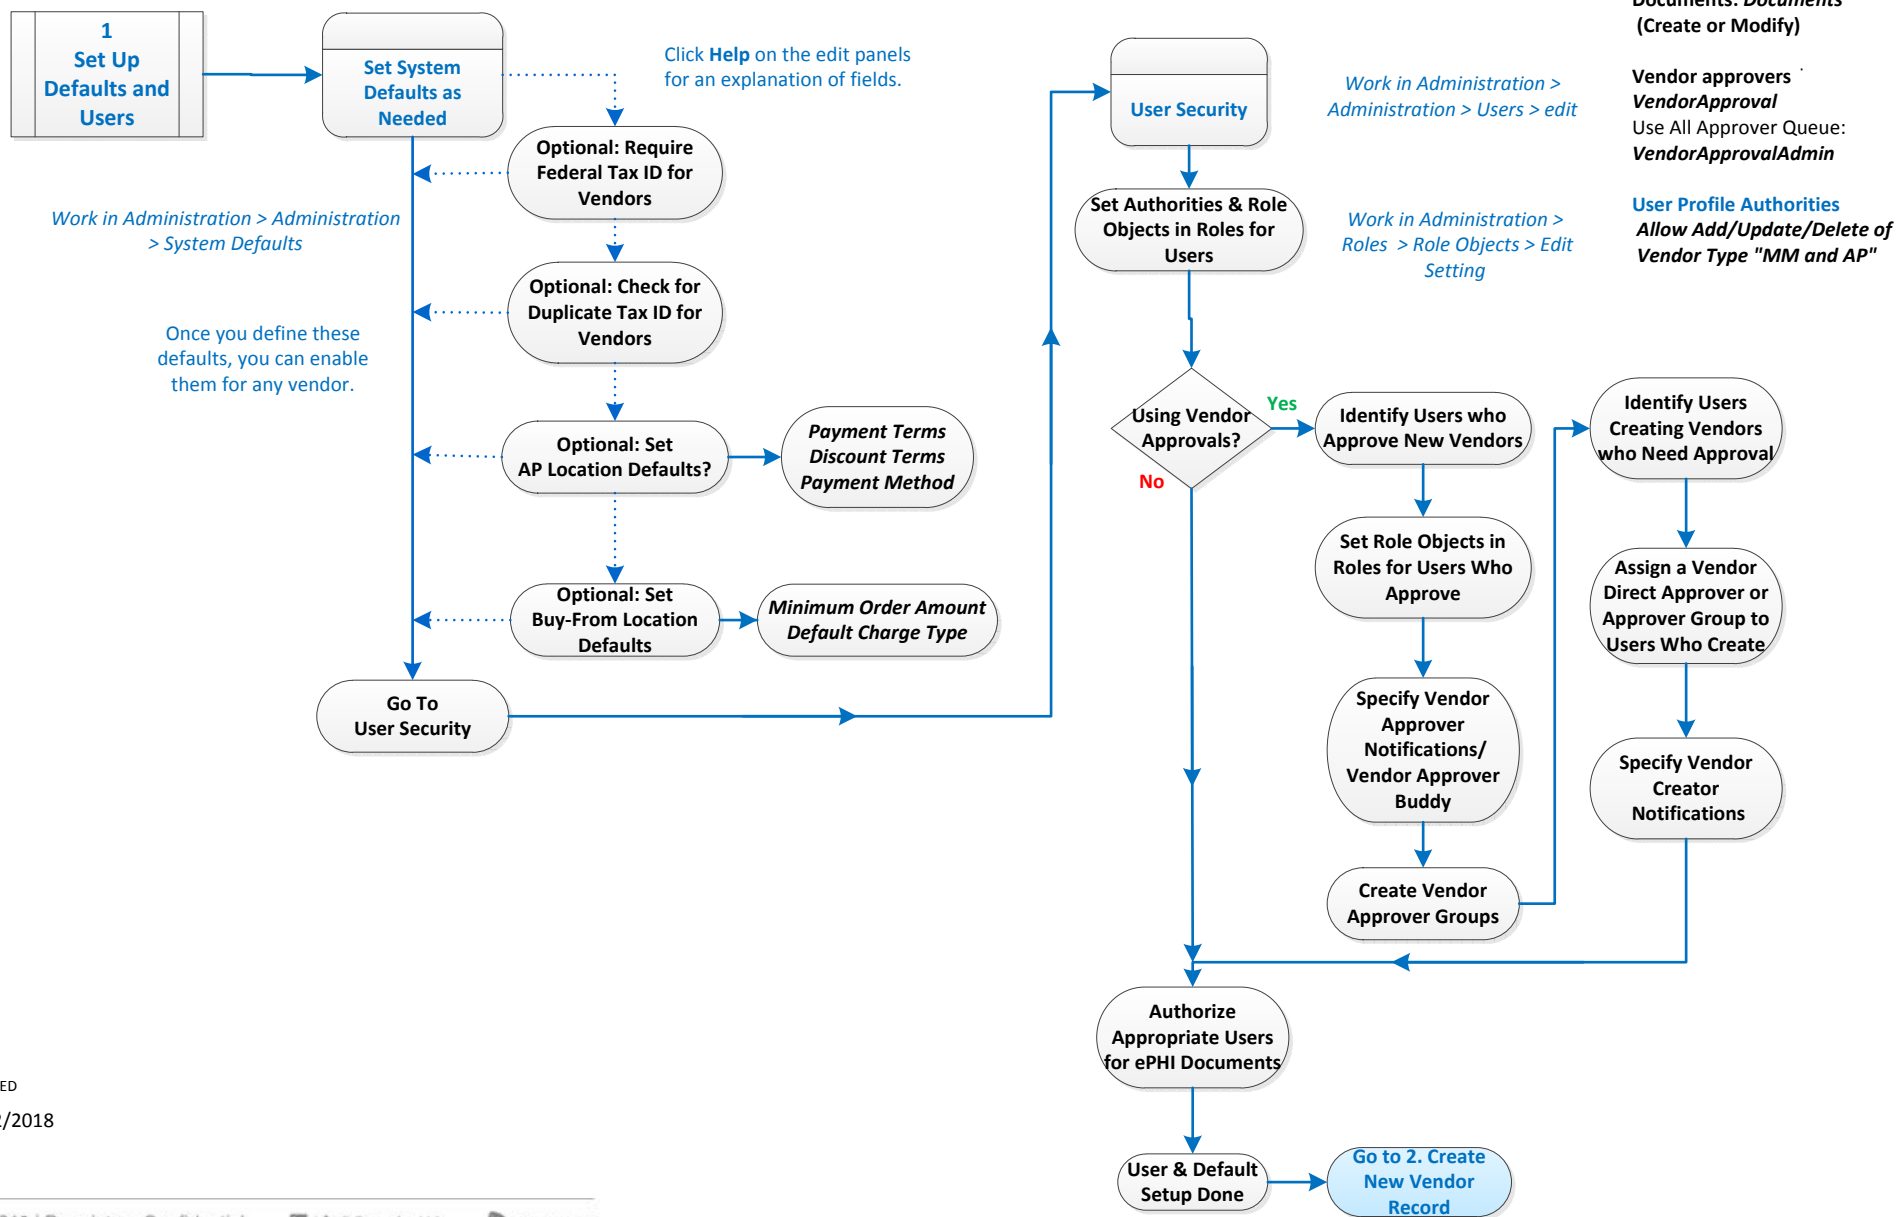 1
Set Up
Defaults and
Users
Set System
Defaults as
Needed
Click Help on the edit panels
for an explanation of fields.
Optional: Require
Federal Tax ID for
Vendors
Work in Administration > Administration
> System Defaults
Optional: Check for
Duplicate Tax ID for
Vendors
Once you define these
defaults, you can enable
them for any vendor.
Optional: Set
AP Location Defaults?
Payment Terms
Discount Terms
Payment Method
Optional: Set
Buy-From Location
Defaults
Minimum Order Amount
Default Charge Type
Go To
User Security
User Security
Work in Administration >
Administration > Users > edit
Set Authorities & Role
Objects in Roles for
Users
Work in Administration >
Roles > Role Objects > Edit
Setting
Documents: Documents
(Create or Modify)
Vendor approvers
VendorApproval
Use All Approver Queue:
VendorApprovalAdmin
User Profile Authorities
Allow Add/Update/Delete of
Vendor Type "MM and AP"
Using Vendor
Approvals?
Yes
No
Identify Users who
Approve New Vendors
Set Role Objects in
Roles for Users Who
Approve
Specify Vendor
Approver
Notifications/
Vendor Approver
Buddy
Create Vendor
Approver Groups
Identify Users
Creating Vendors
who Need Approval
Assign a Vendor
Direct Approver or
Approver Group to
Users Who Create
Specify Vendor
Creator
Notifications
Authorize
Appropriate Users
for ePHI Documents
User & Default
Setup Done
Go to 2. Create
New Vendor
Record
ED
2/2018